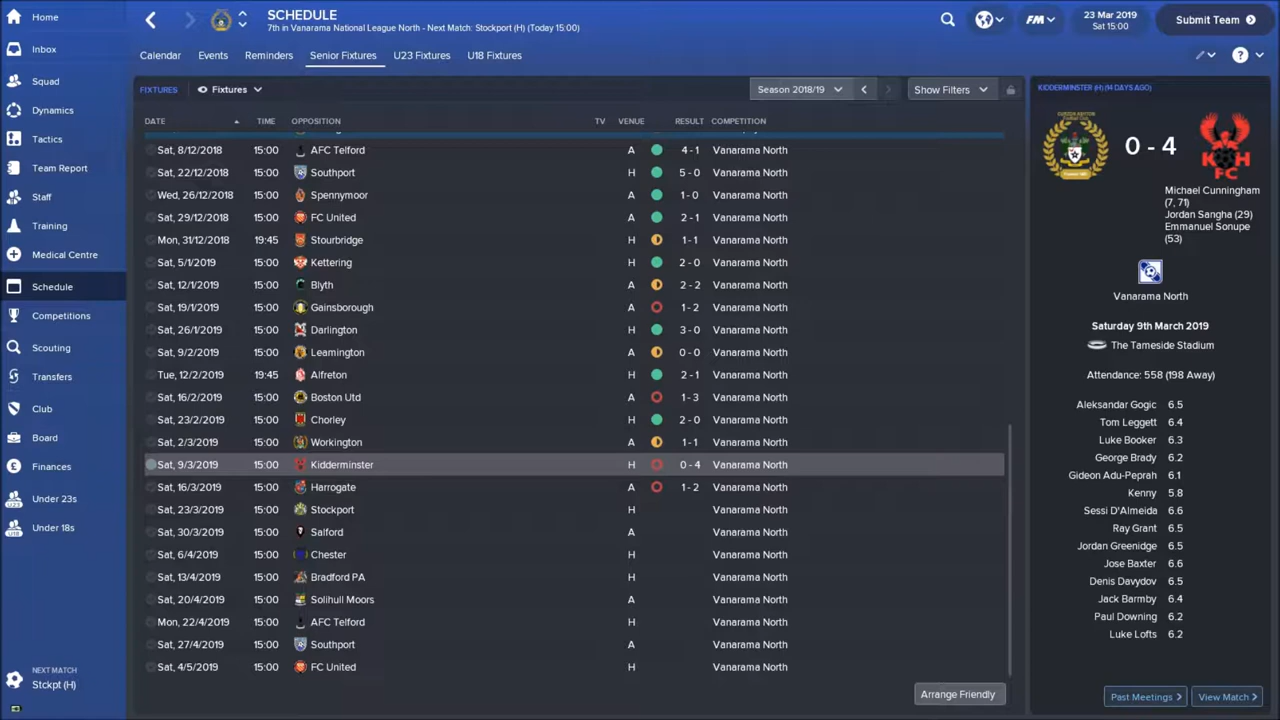 Home
Inbox
Squad
Dynamics
Tactics
Team Report
Staff
Training
Medical Centre
Schedule
Competitions
Scouting
Transfers
Club
Board
Finances
Under 23s
Under 18s
NEXT MATCH
Stckpt (H)
SCHEDULE
7th in Vanarama National League North - Next Match: Stockport (H) (Today 15:00)
FM
23 Mar 2019
Sat 15:00
Submit Team
Calendar Events Reminders Senior Fixtures U23 Fixtures U18 Fixtures
FIXTURES Fixtures Season 2018/19 Show Filters
DATE TIME OPPOSITION TV VENUE RESULT COMPETITION
Sat, 8/12/2018 15:00 AFC Telford A 4-1 Vanarama North
Sat, 22/12/2018 15:00 Southport H 5-0 Vanarama North
Wed, 26/12/2018 15:00 Spennymoor A 1-0 Vanarama North
Sat, 29/12/2018 15:00 FC United A 2-1 Vanarama North
Mon, 31/12/2018 19:45 Stourbridge H 1-1 Vanarama North
Sat, 5/1/2019 15:00 Kettering H 2-0 Vanarama North
Sat, 12/1/2019 15:00 Blyth A 2-2 Vanarama North
Sat, 19/1/2019 15:00 Gainsborough A 1-2 Vanarama North
Sat, 26/1/2019 15:00 Darlington H 3-0 Vanarama North
Sat, 9/2/2019 15:00 Leamington A 0-0 Vanarama North
Tue, 12/2/2019 19:45 Alfreton H 2-1 Vanarama North
Sat, 16/2/2019 15:00 Boston Utd A 1-3 Vanarama North
Sat, 23/2/2019 15:00 Chorley H 2-0 Vanarama North
Sat, 2/3/2019 15:00 Workington A 1-1 Vanarama North
Sat, 9/3/2019 15:00 Kidderminster H 0-4 Vanarama North
Sat, 16/3/2019 15:00 Harrogate A 1-2 Vanarama North
Sat, 23/3/2019 15:00 Stockport H Vanarama North
Sat, 30/3/2019 15:00 Salford A Vanarama North
Sat, 6/4/2019 15:00 Chester H Vanarama North
Sat, 13/4/2019 15:00 Bradford PA H Vanarama North
Sat, 20/4/2019 15:00 Solihull Moors A Vanarama North
Mon, 22/4/2019 15:00 AFC Telford H Vanarama North
Sat, 27/4/2019 15:00 Southport A Vanarama North
Sat, 4/5/2019 15:00 FC United H Vanarama North
Arrange Friendly
KIDDERMINSTER (H) (14 DAYS AGO)
0 - 4
KH
FC
Michael Cunningham
(7, 71)
Jordan Sangha (29)
Emmanuel Sonupe
(53)
Vanarama North
Saturday 9th March 2019
The Tameside Stadium
Attendance: 558 (198 Away)
Aleksandar Gogic 6.5
Tom Leggett 6.4
Luke Booker 6.3
George Brady 6.2
Gideon Adu-Peprah 6.1
Kenny 5.8
Sessi D'Almeida 6.6
Ray Grant 6.5
Jordan Greenidge 6.5
Jose Baxter 6.6
Denis Davydov 6.5
Jack Barmby 6.4
Paul Downing 6.2
Luke Lofts 6.2
Past Meetings View Match